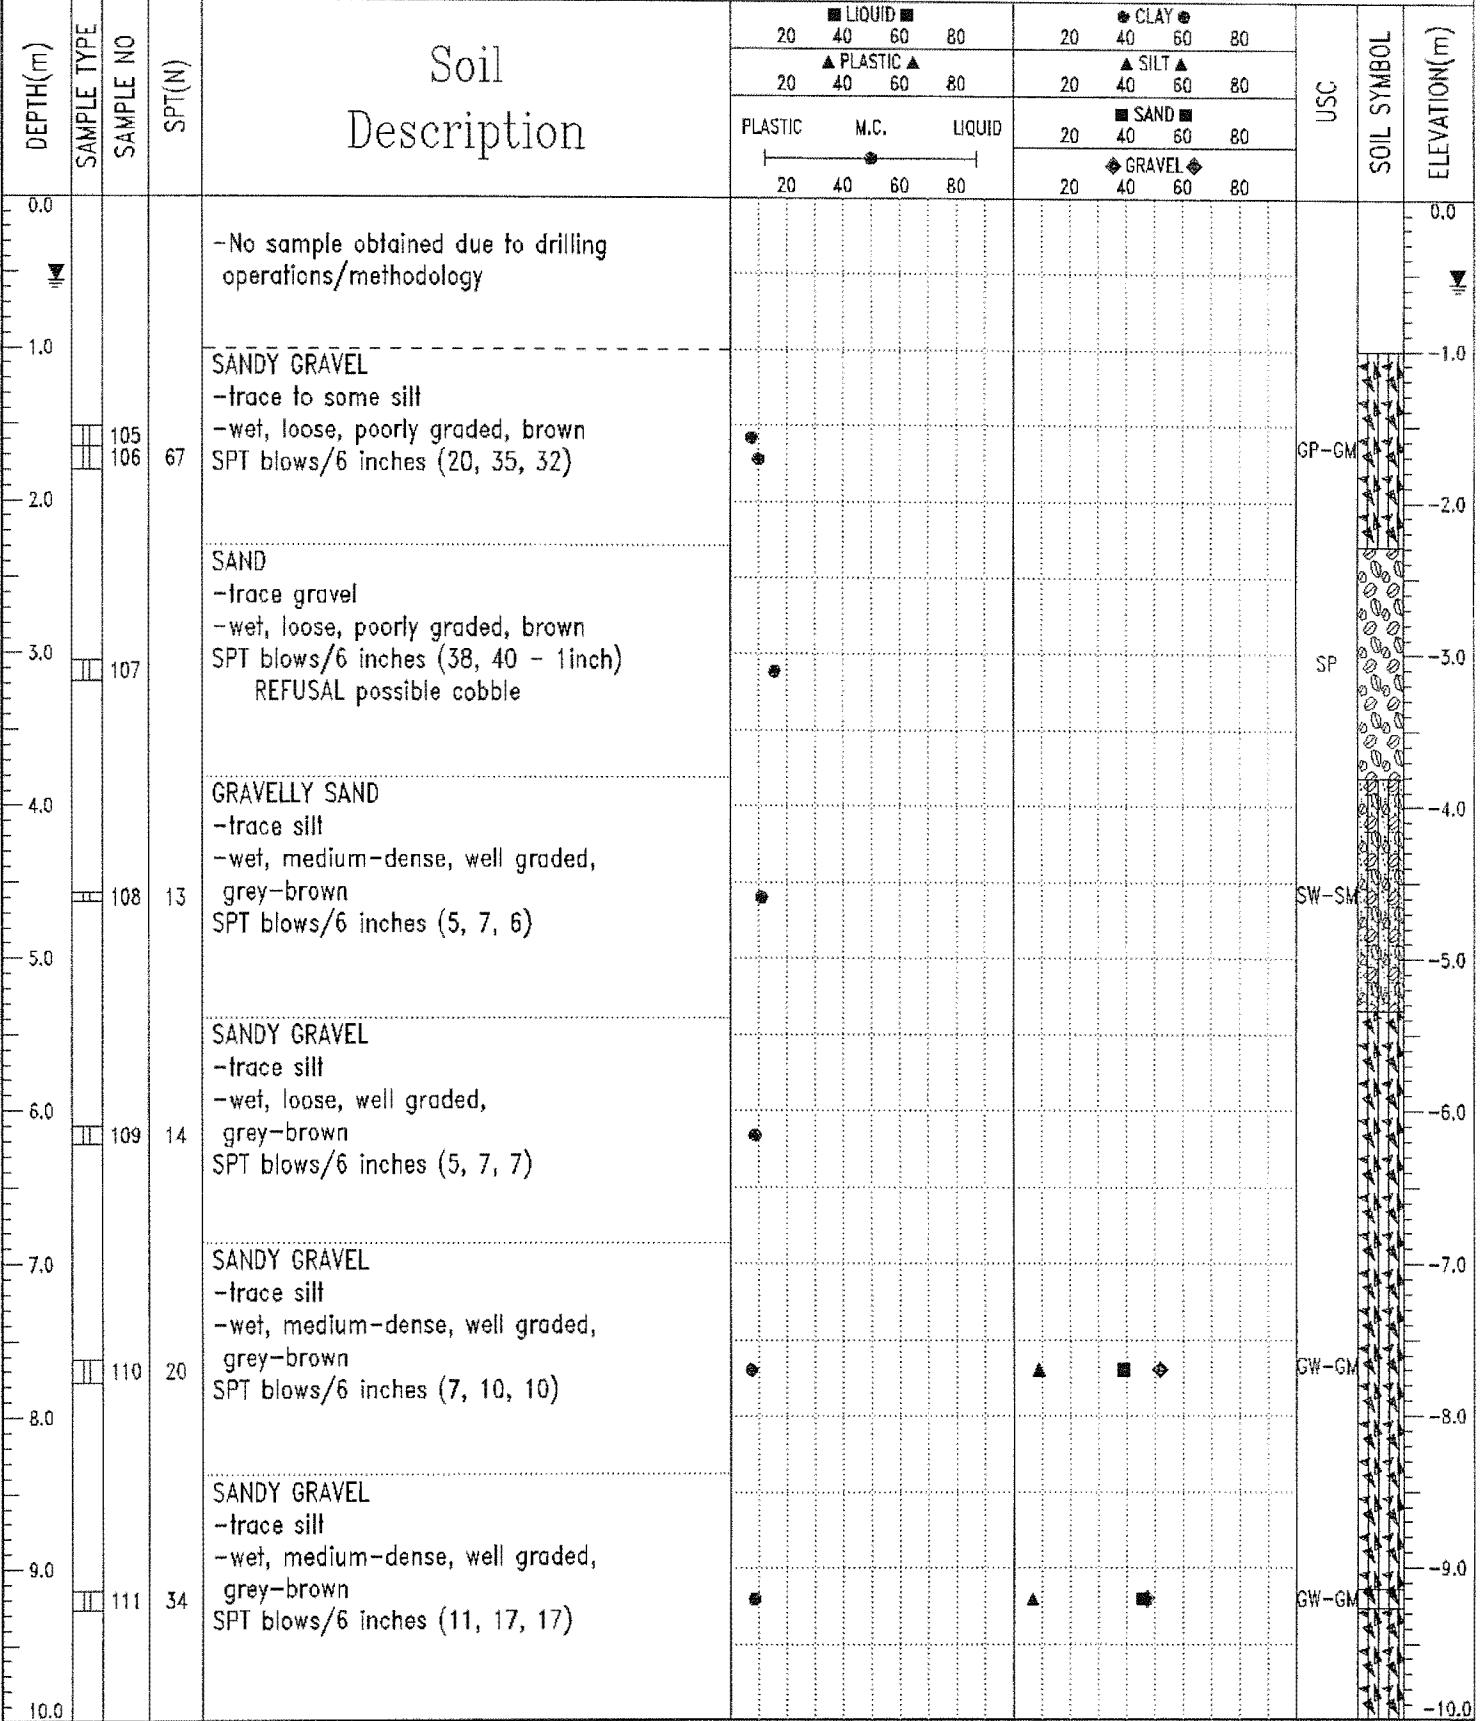 DEPTH(m)
SAMPLE TYPE
SAMPLE NO
SPT(N)
Soil
Description
■ LIQUID ■
20 40 60 80
▲ PLASTIC ▲
20 40 60 80
PLASTIC M.C. LIQUID
20 40 60 80
● CLAY ●
20 40 60 80
▲ SILT ▲
20 40 60 80
■ SAND ■
20 40 60 80
◈ GRAVEL ◈
20 40 60 80
USC
SOIL SYMBOL
ELEVATION(m)
0.0
0.0
-No sample obtained due to drilling
operations/methodology
1.0
-1.0
SANDY GRAVEL
-trace to some silt
-wet, loose, poorly graded, brown
105
106 67 SPT blows/6 inches (20, 35, 32) GP-GM
2.0
-2.0
SAND
-trace gravel
-wet, loose, poorly graded, brown
3.0 SPT blows/6 inches (38, 40 - 1inch) SP -3.0
107
REFUSAL possible cobble
GRAVELLY SAND
4.0
-4.0
-trace silt
-wet, medium-dense, well graded,
108 13 grey-brown SW-SM
SPT blows/6 inches (5, 7, 6)
5.0
-5.0
SANDY GRAVEL
-trace silt
-wet, loose, well graded,
6.0
-6.0
109 14 grey-brown
SPT blows/6 inches (5, 7, 7)
SANDY GRAVEL
7.0
-7.0
-trace silt
-wet, medium-dense, well graded,
grey-brown
110 20 GW-GM
SPT blows/6 inches (7, 10, 10)
8.0
-8.0
SANDY GRAVEL
-trace silt
-wet, medium-dense, well graded,
9.0
-9.0
grey-brown
111 34 GW-GM
SPT blows/6 inches (11, 17, 17)
10.0
-10.0